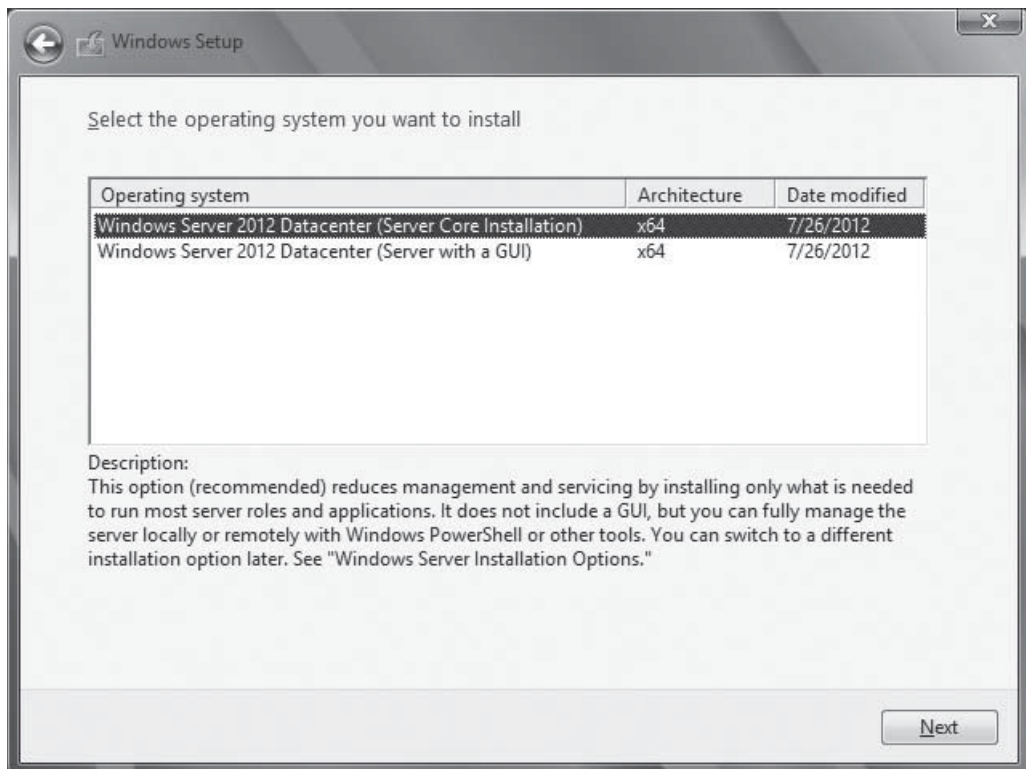 Windows Setup
X
Select the operating system you want to install
Operating system Architecture Date modified
Windows Server 2012 Datacenter (Server Core Installation) x64 7/26/2012
Windows Server 2012 Datacenter (Server with a GUI) x64 7/26/2012
Description:
This option (recommended) reduces management and servicing by installing only what is needed
to run most server roles and applications. It does not include a GUI, but you can fully manage the
server locally or remotely with Windows PowerShell or other tools. You can switch to a different
installation option later. See "Windows Server Installation Options."
Next